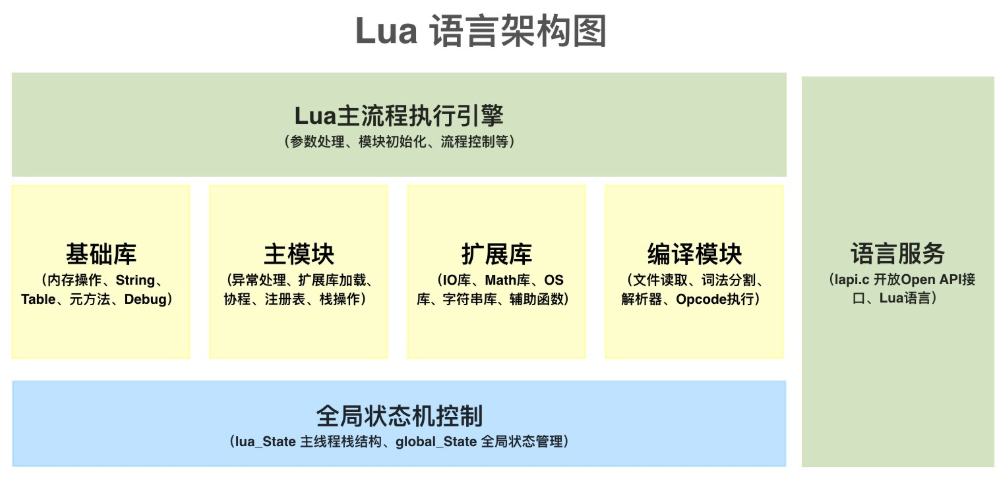 Lua 语言架构图
Lua主流程执行引擎
（参数处理、模块初始化、流程控制等）
基础库
（内存操作、String、
Table、元方法、Debug）
主模块
（异常处理、扩展库加载、
协程、注册表、栈操作）
扩展库
（IO库、Math库、OS
库、字符串库、辅助函数）
编译模块
（文件读取、词法分割、
解析器、Opcode执行）
语言服务
（lapi.c 开放Open API接
口、Lua语言）
全局状态机控制
（lua_State 主线程栈结构、global_State 全局状态管理）